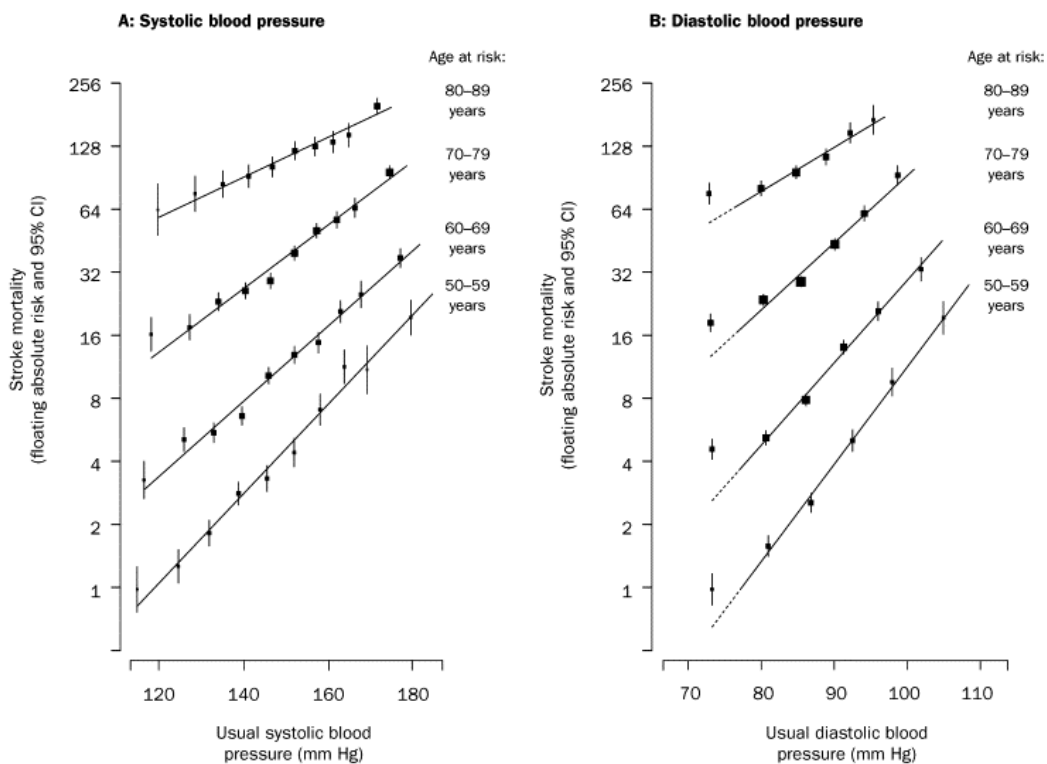 A: Systolic blood pressure
Age at risk:
256
128
64
32
16
8
4
2
1
Stroke mortality
(floating absolute risk and 95% CI)
80–89
years
70–79
years
60–69
years
50–59
years
120
140
160
180
Usual systolic blood
pressure (mm Hg)
B: Diastolic blood pressure
Age at risk:
256
128
64
32
16
8
4
2
1
Stroke mortality
(floating absolute risk and 95% CI)
80–89
years
70–79
years
60–69
years
50–59
years
70
80
90
100
110
Usual diastolic blood
pressure (mm Hg)